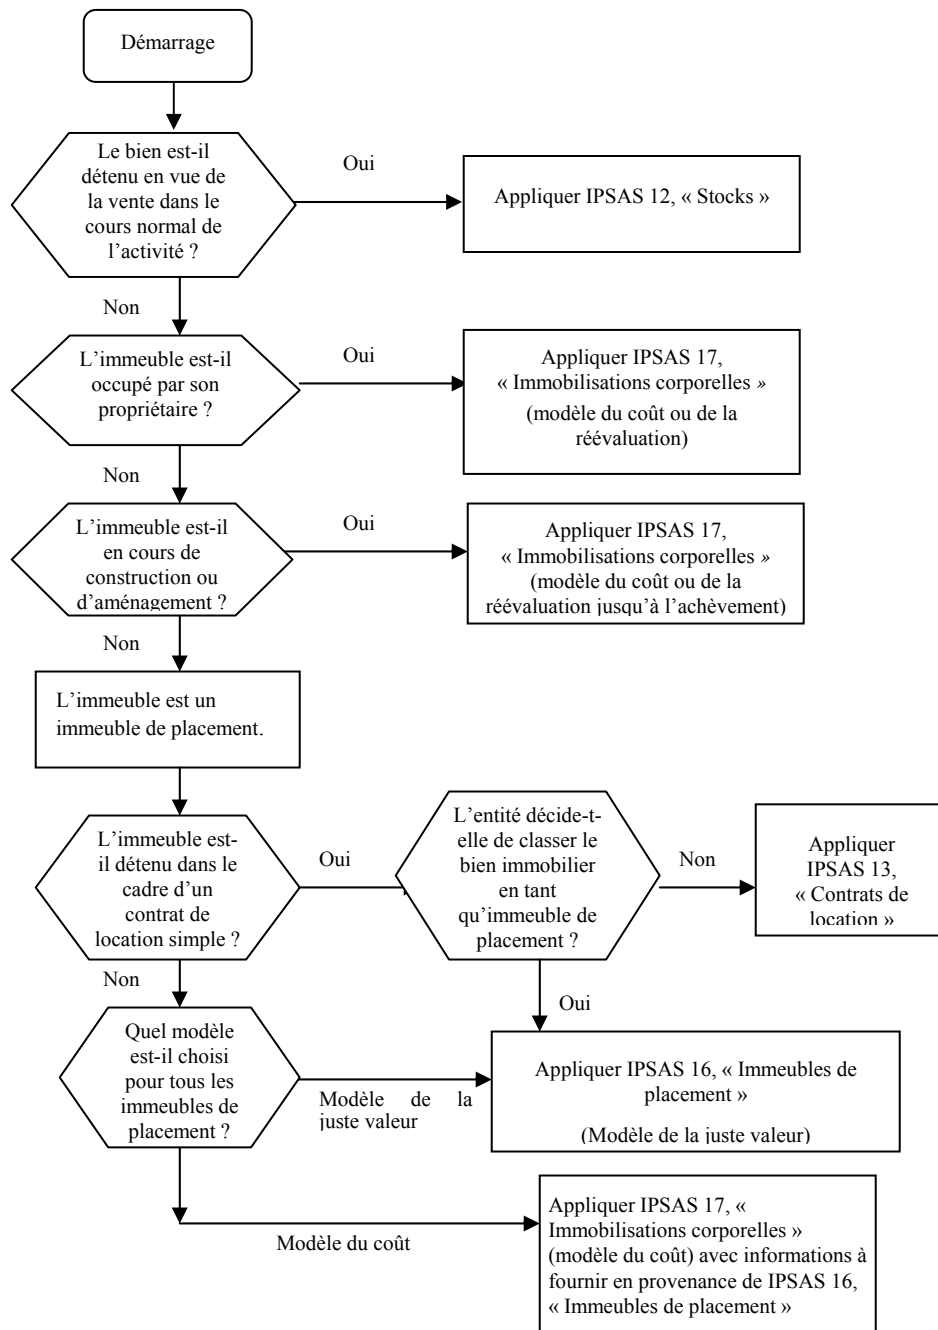 Démarrage
Le bien est-il
détenu en vue de
la vente dans le
cours normal de
l’activité ?
Oui
Appliquer IPSAS 12, « Stocks »
Non
L’immeuble est-il
occupé par son
propriétaire ?
Oui
Appliquer IPSAS 17,
« Immobilisations corporelles »
(modèle du coût ou de la
réévaluation)
Non
L’immeuble est-il
en cours de
construction ou
d’aménagement ?
Oui
Appliquer IPSAS 17,
« Immobilisations corporelles »
(modèle du coût ou de la
réévaluation jusqu’à l’achèvement)
Non
L’immeuble est un
immeuble de placement.
L’immeuble est-
il détenu dans le
cadre d’un
contrat de
location simple ?
Oui
L’entité décide-t-
elle de classer le
bien immobilier
en tant
qu’immeuble de
placement ?
Non
Appliquer
IPSAS 13,
« Contrats de
location »
Non
Oui
Quel modèle
est-il choisi
pour tous les
immeubles de
placement ?
Modèle de la
juste valeur
Appliquer IPSAS 16, « Immeubles de
placement »
(Modèle de la juste valeur)
Modèle du coût
Appliquer IPSAS 17, «
Immobilisations corporelles »
(modèle du coût) avec informations à
fournir en provenance de IPSAS 16,
« Immeubles de placement »